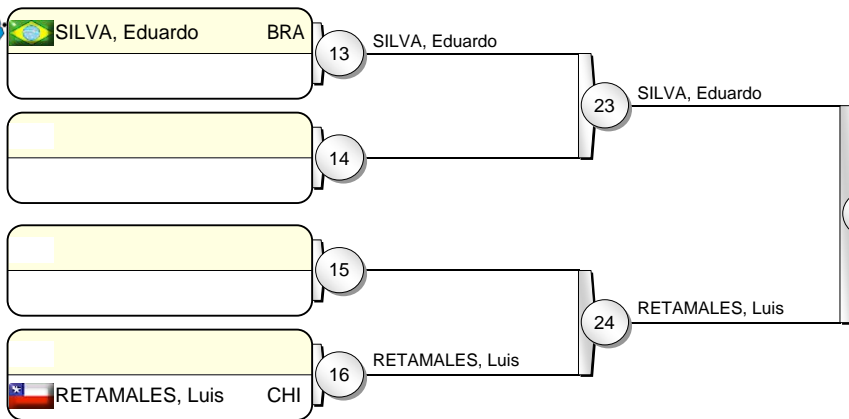 SILVA, Eduardo BRA
13
SILVA, Eduardo
23
SILVA, Eduardo
14
15
24
RETAMALES, Luis
16
RETAMALES, Luis
RETAMALES, Luis CHI